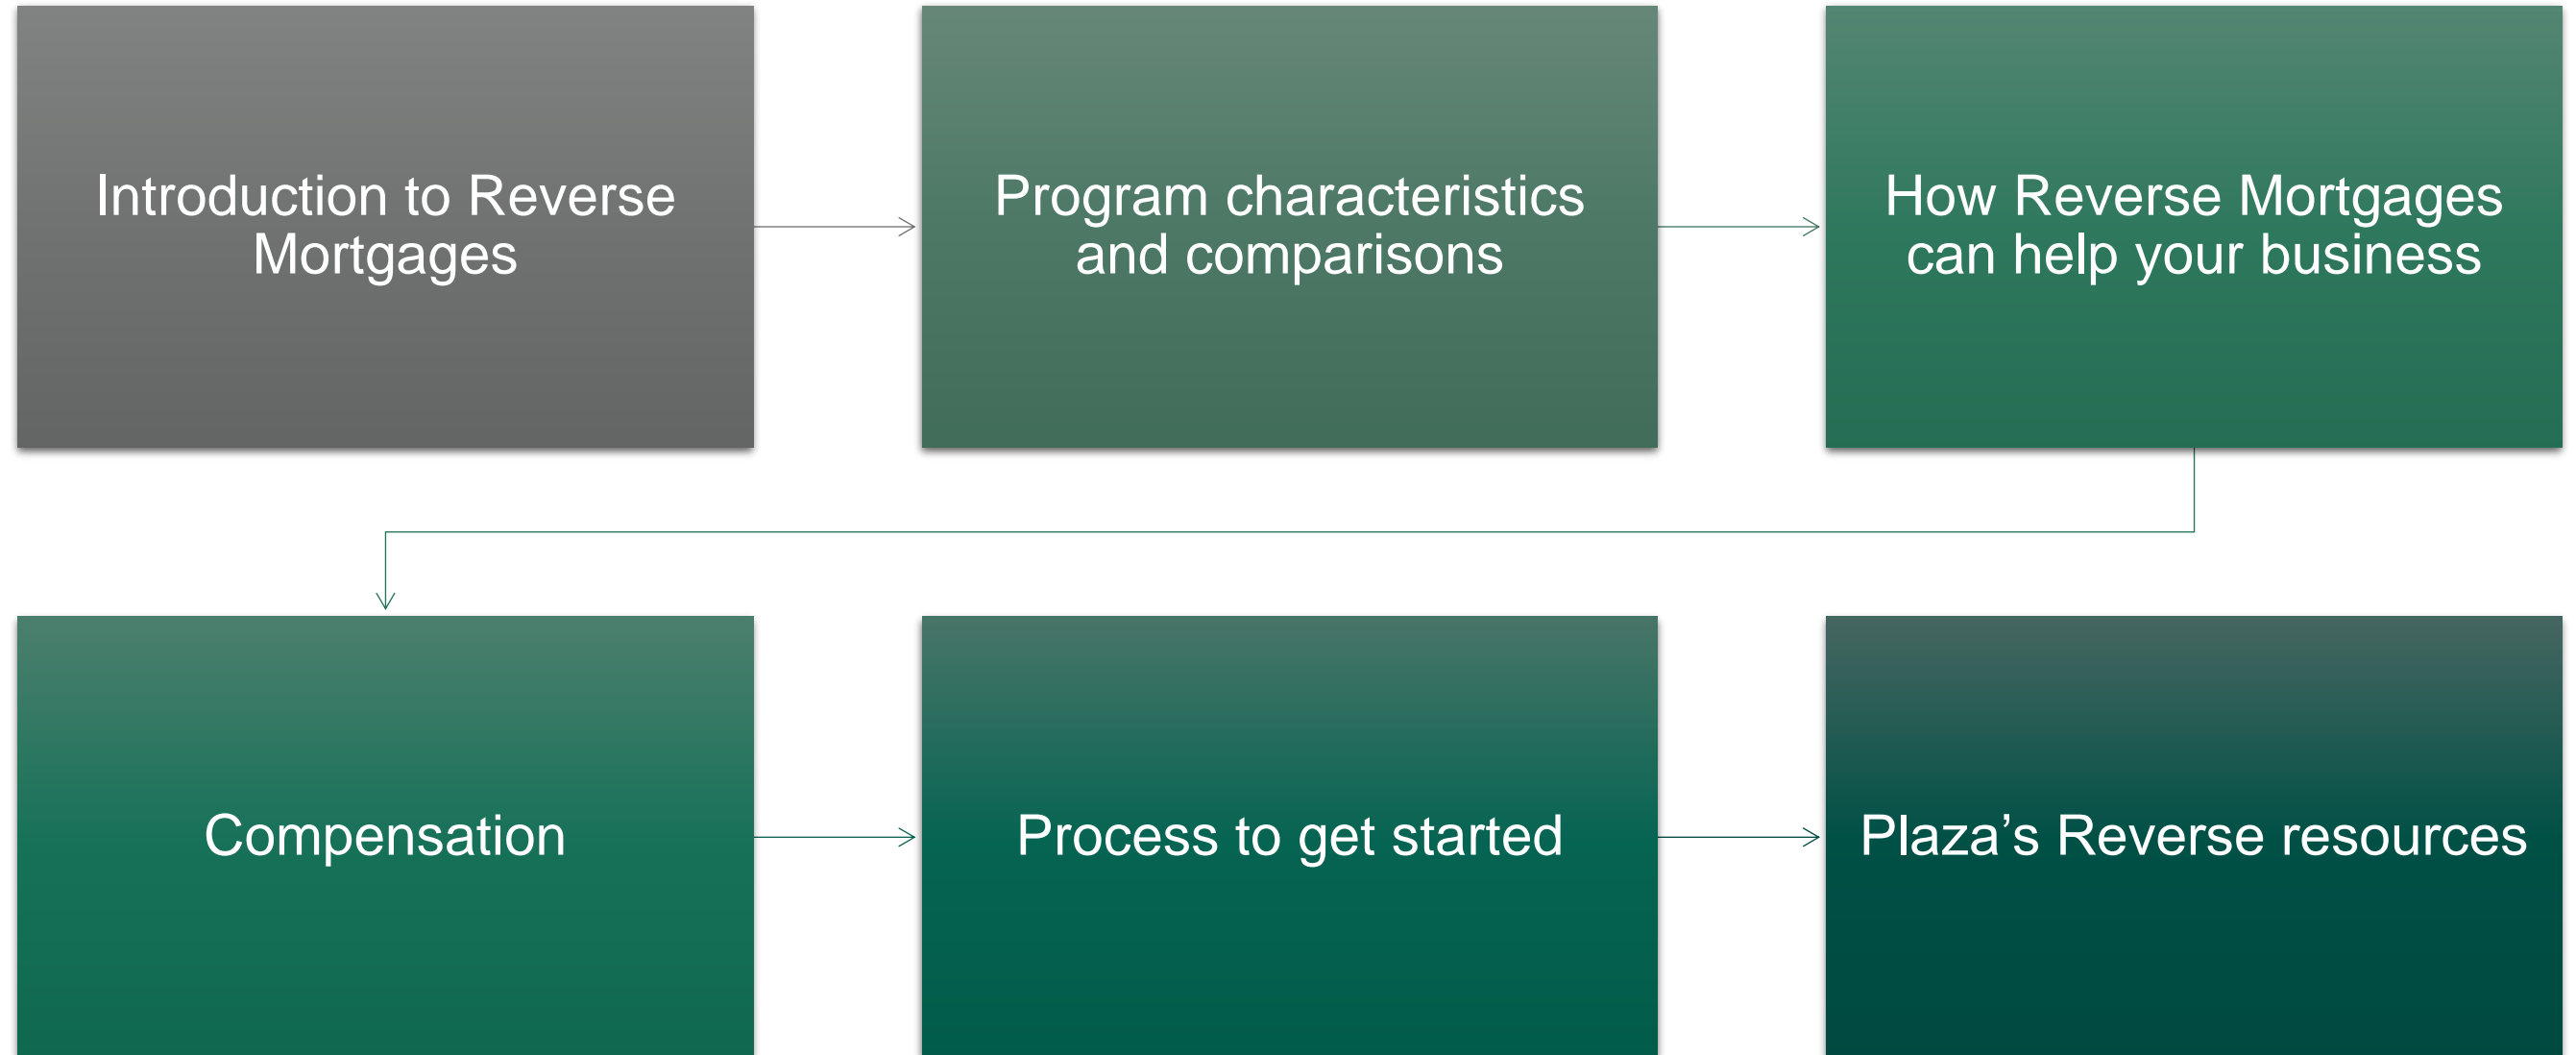 Introduction to Reverse
Mortgages
Program characteristics
and comparisons
How Reverse Mortgages
can help your business
Compensation
Process to get started
Plaza’s Reverse resources